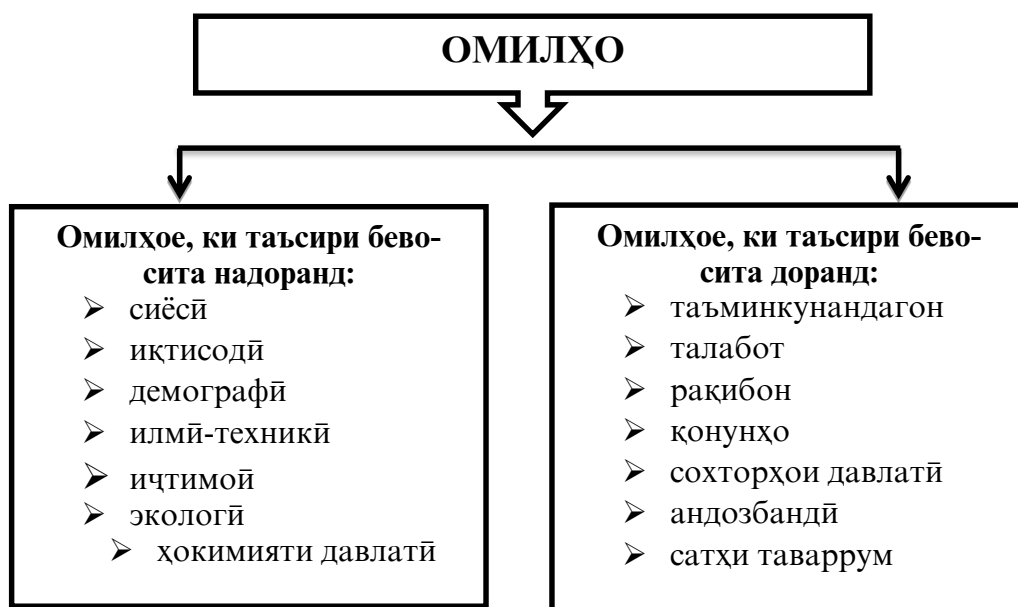 ОМИЛҲО
Омилҳое, ки таъсири бево-
сита надоранд:
➢ сиёсӣ
➢ иқтисодӣ
➢ демографӣ
➢ илмӣ-техникӣ
➢ иҷтимоӣ
➢ экологӣ
➢ ҳокимияти давлатӣ
Омилҳое, ки таъсири бево-
сита доранд:
➢ таъминкунандагон
➢ талабот
➢ рақибон
➢ қонунҳо
➢ сохторҳои давлатӣ
➢ андозбандӣ
➢ сатҳи таваррум